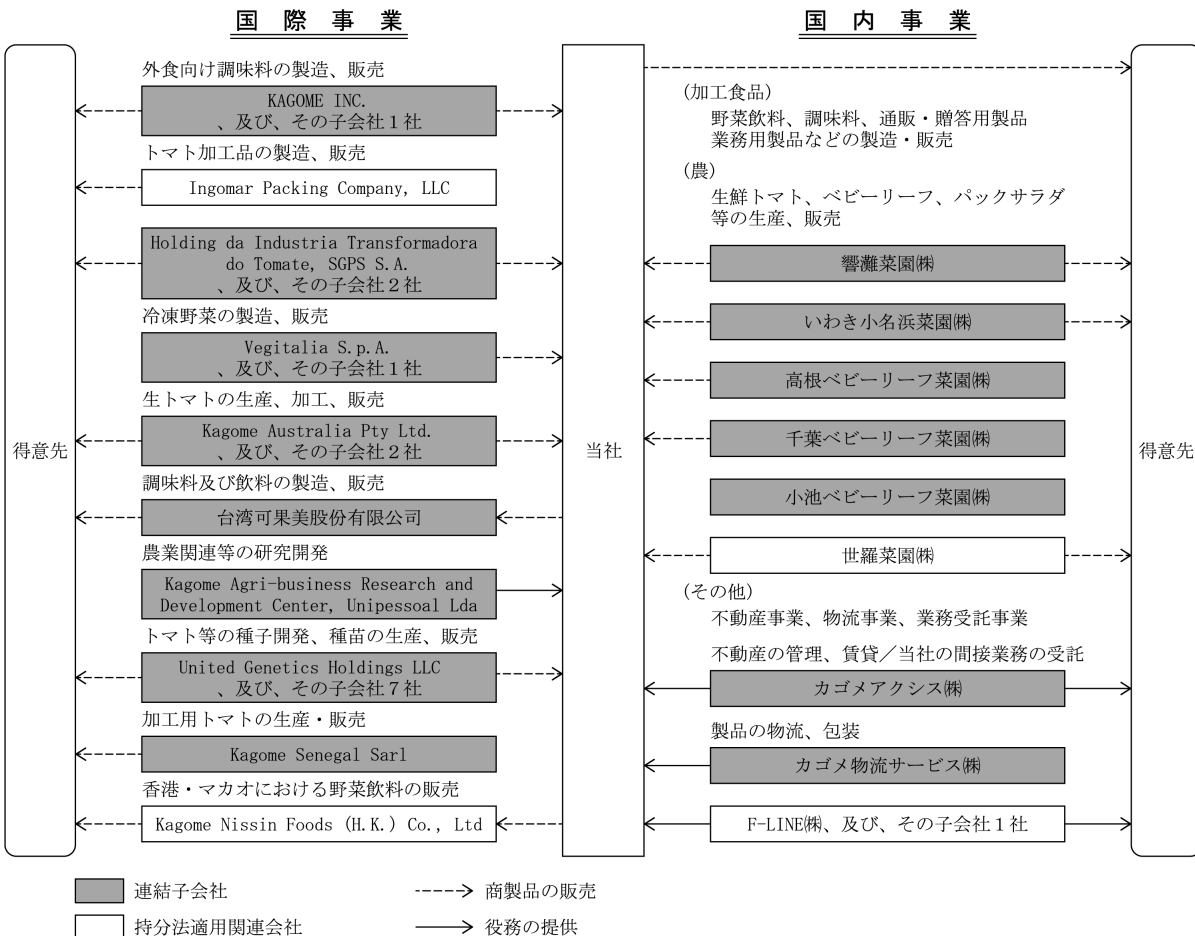 国際事業
国内事業
外食向け調味料の製造、販売
KAGOME INC.
、及び、その子会社1社
トマト加工品の製造、販売
Ingomar Packing Company, LLC
Holding da Industria Transformadora
do Tomate, SGPS S.A.
、及び、その子会社2社
冷凍野菜の製造、販売
Vegitalia S.p.A.
、及び、その子会社1社
生トマトの生産、加工、販売
Kagome Australia Pty Ltd.
、及び、その子会社2社
調味料及び飲料の製造、販売
台湾可果美股份有限公司
農業関連等の研究開発
Kagome Agri-business Research and
Development Center, Unipessoal Lda
トマト等の種子開発、種苗の生産、販売
United Genetics Holdings LLC
、及び、その子会社7社
加工用トマトの生産・販売
Kagome Senegal Sarl
香港・マカオにおける野菜飲料の販売
Kagome Nissin Foods (H.K.) Co., Ltd
得意先
当社
(加工食品)
野菜飲料、調味料、通販・贈答用製品
業務用製品などの製造・販売
(農)
生鮮トマト、ベビーリーフ、パックサラダ
等の生産、販売
響灘菜園㈱
いわき小名浜菜園㈱
高根ベビーリーフ菜園㈱
千葉ベビーリーフ菜園㈱
小池ベビーリーフ菜園㈱
世羅菜園㈱
(その他)
不動産事業、物流事業、業務受託事業
不動産の管理、賃貸/当社の間接業務の受託
カゴメアクシス㈱
製品の物流、包装
カゴメ物流サービス㈱
F-LINE㈱、及び、その子会社1社
得意先
連結子会社
商製品の販売
持分法適用関連会社
役務の提供